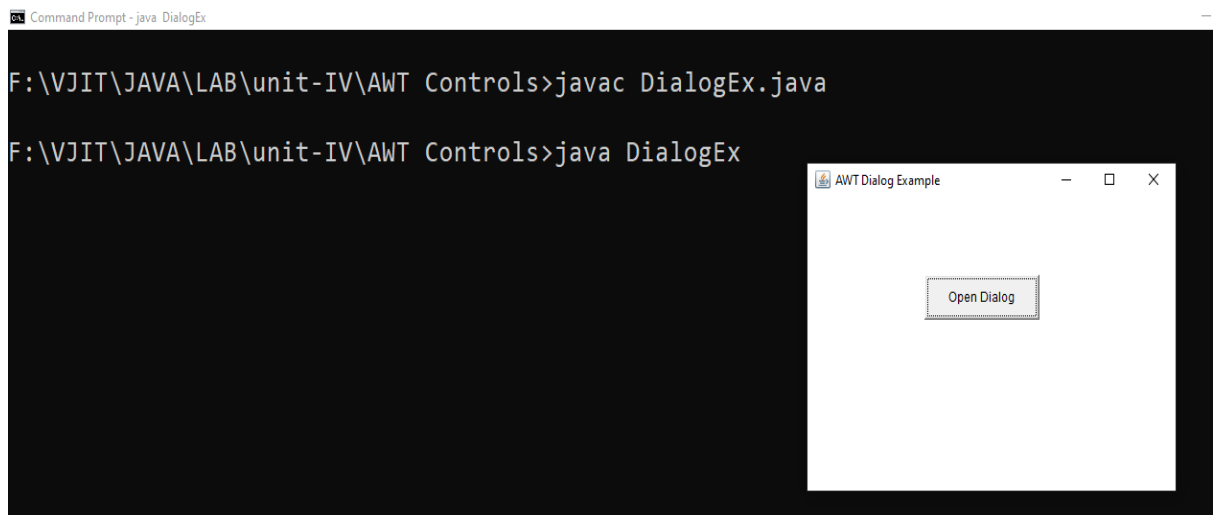 Command Prompt - java DialogEx
F:\VJIT\JAVA\LAB\unit-IV\AWT Controls>javac DialogEx.java
F:\VJIT\JAVA\LAB\unit-IV\AWT Controls>java DialogEx
AWT Dialog Example
Open Dialog